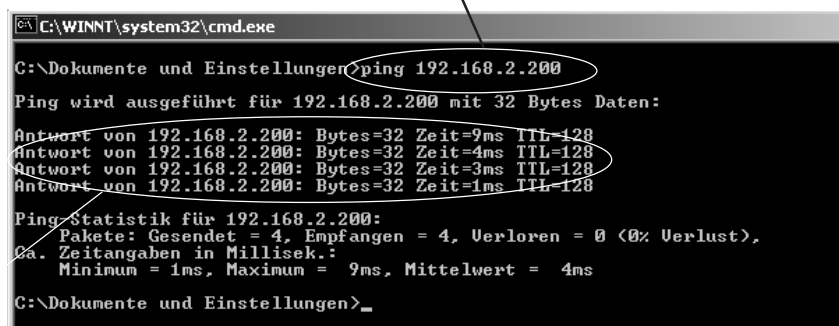 C:\WINNT\system32\cmd.exe
C:\Dokumente und Einstellungen>ping 192.168.2.200
Ping wird ausgeführt für 192.168.2.200 mit 32 Bytes Daten:
Antwort von 192.168.2.200: Bytes=32 Zeit=9ms TTL=128
Antwort von 192.168.2.200: Bytes=32 Zeit=4ms TTL=128
Antwort von 192.168.2.200: Bytes=32 Zeit=3ms TTL=128
Antwort von 192.168.2.200: Bytes=32 Zeit=1ms TTL=128
Ping-Statistik für 192.168.2.200:
Pakete: Gesendet = 4, Empfangen = 4, Verloren = 0 (0% Verlust),
Ca. Zeitangaben in Millisek.:
Minimum = 1ms, Maximum =  9ms, Mittelwert =  4ms
C:\Dokumente und Einstellungen>_